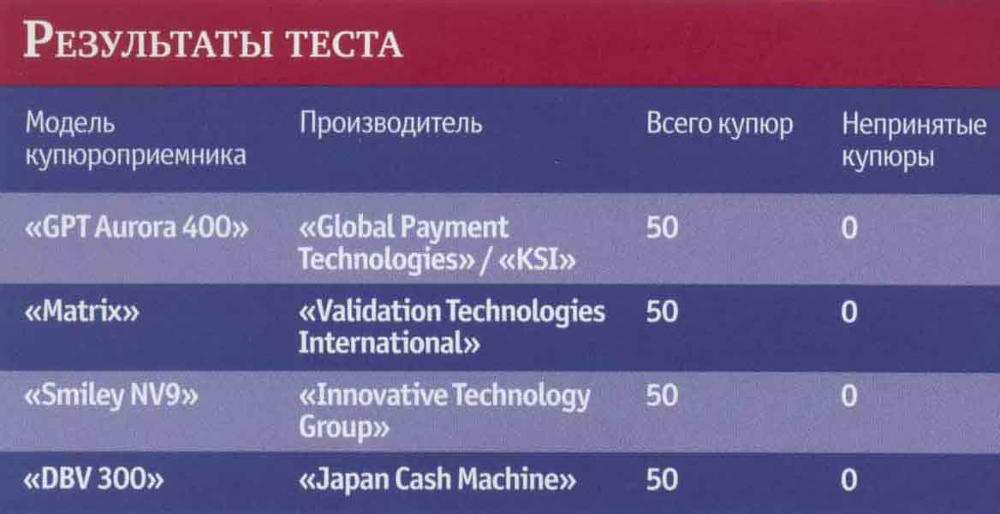 Результаты теста
Модель купюроприемника Производитель Всего купюр Непринятые купюры
«GPT Aurora 400» «Global Payment Technologies» / «KSI» 50 0
«Matrix» «Validation Technologies International» 50 0
«Smiley NV9» «Innovative Technology Group» 50 0
«DBV 300» «Japan Cash Machine» 50 0